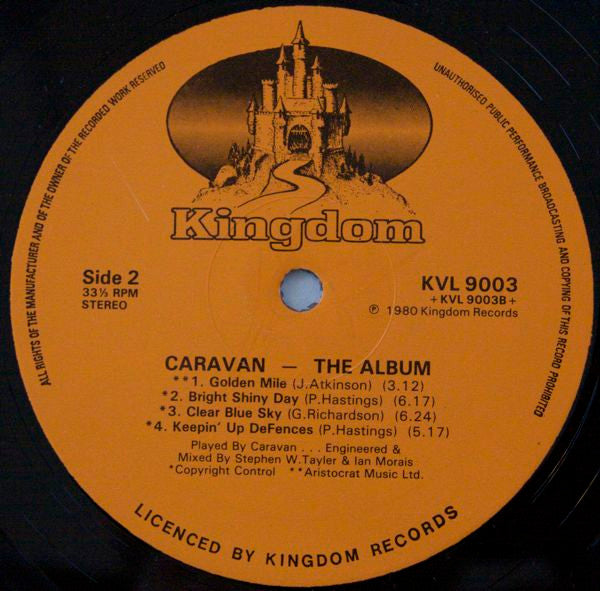 ALL RIGHTS OF THE MANUFACTURER AND OF THE OWNER OF THE RECORDED WORK RESERVED
UNAUTHORISED PUBLIC PERFORMANCE BROADCASTING AND COPYING OF THIS RECORD PROHIBITED
Kingdom
Side 2
33⅓ RPM
STEREO
KVL 9003
+KVL 9003B+
℗ 1980 Kingdom Records
CARAVAN — THE ALBUM
**1. Golden Mile (J.Atkinson) (3.12)
*2. Bright Shiny Day (P.Hastings) (6.17)
*3. Clear Blue Sky (G.Richardson) (6.24)
*4. Keepin' Up DeFences (P.Hastings) (5.17)
Played By Caravan . . . Engineered &
Mixed By Stephen W.Tayler & Ian Morais
*Copyright Control **Aristocrat Music Ltd.
LICENCED BY KINGDOM RECORDS